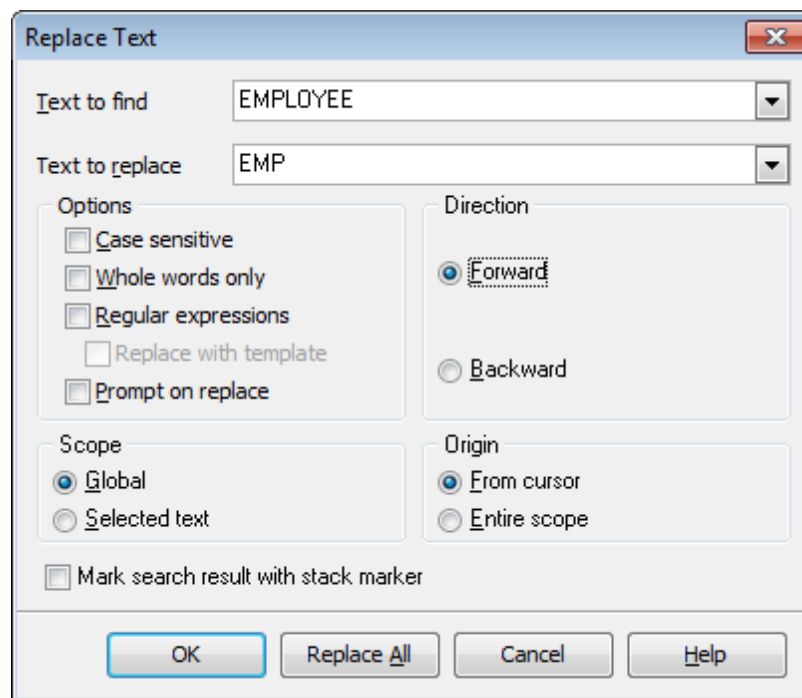 Replace Text
Text to find EMPLOYEE
Text to replace EMP
Options
Case sensitive
Whole words only
Regular expressions
Replace with template
Prompt on replace
Direction
Forward
Backward
Scope
Global
Selected text
Origin
From cursor
Entire scope
Mark search result with stack marker
OK Replace All Cancel Help